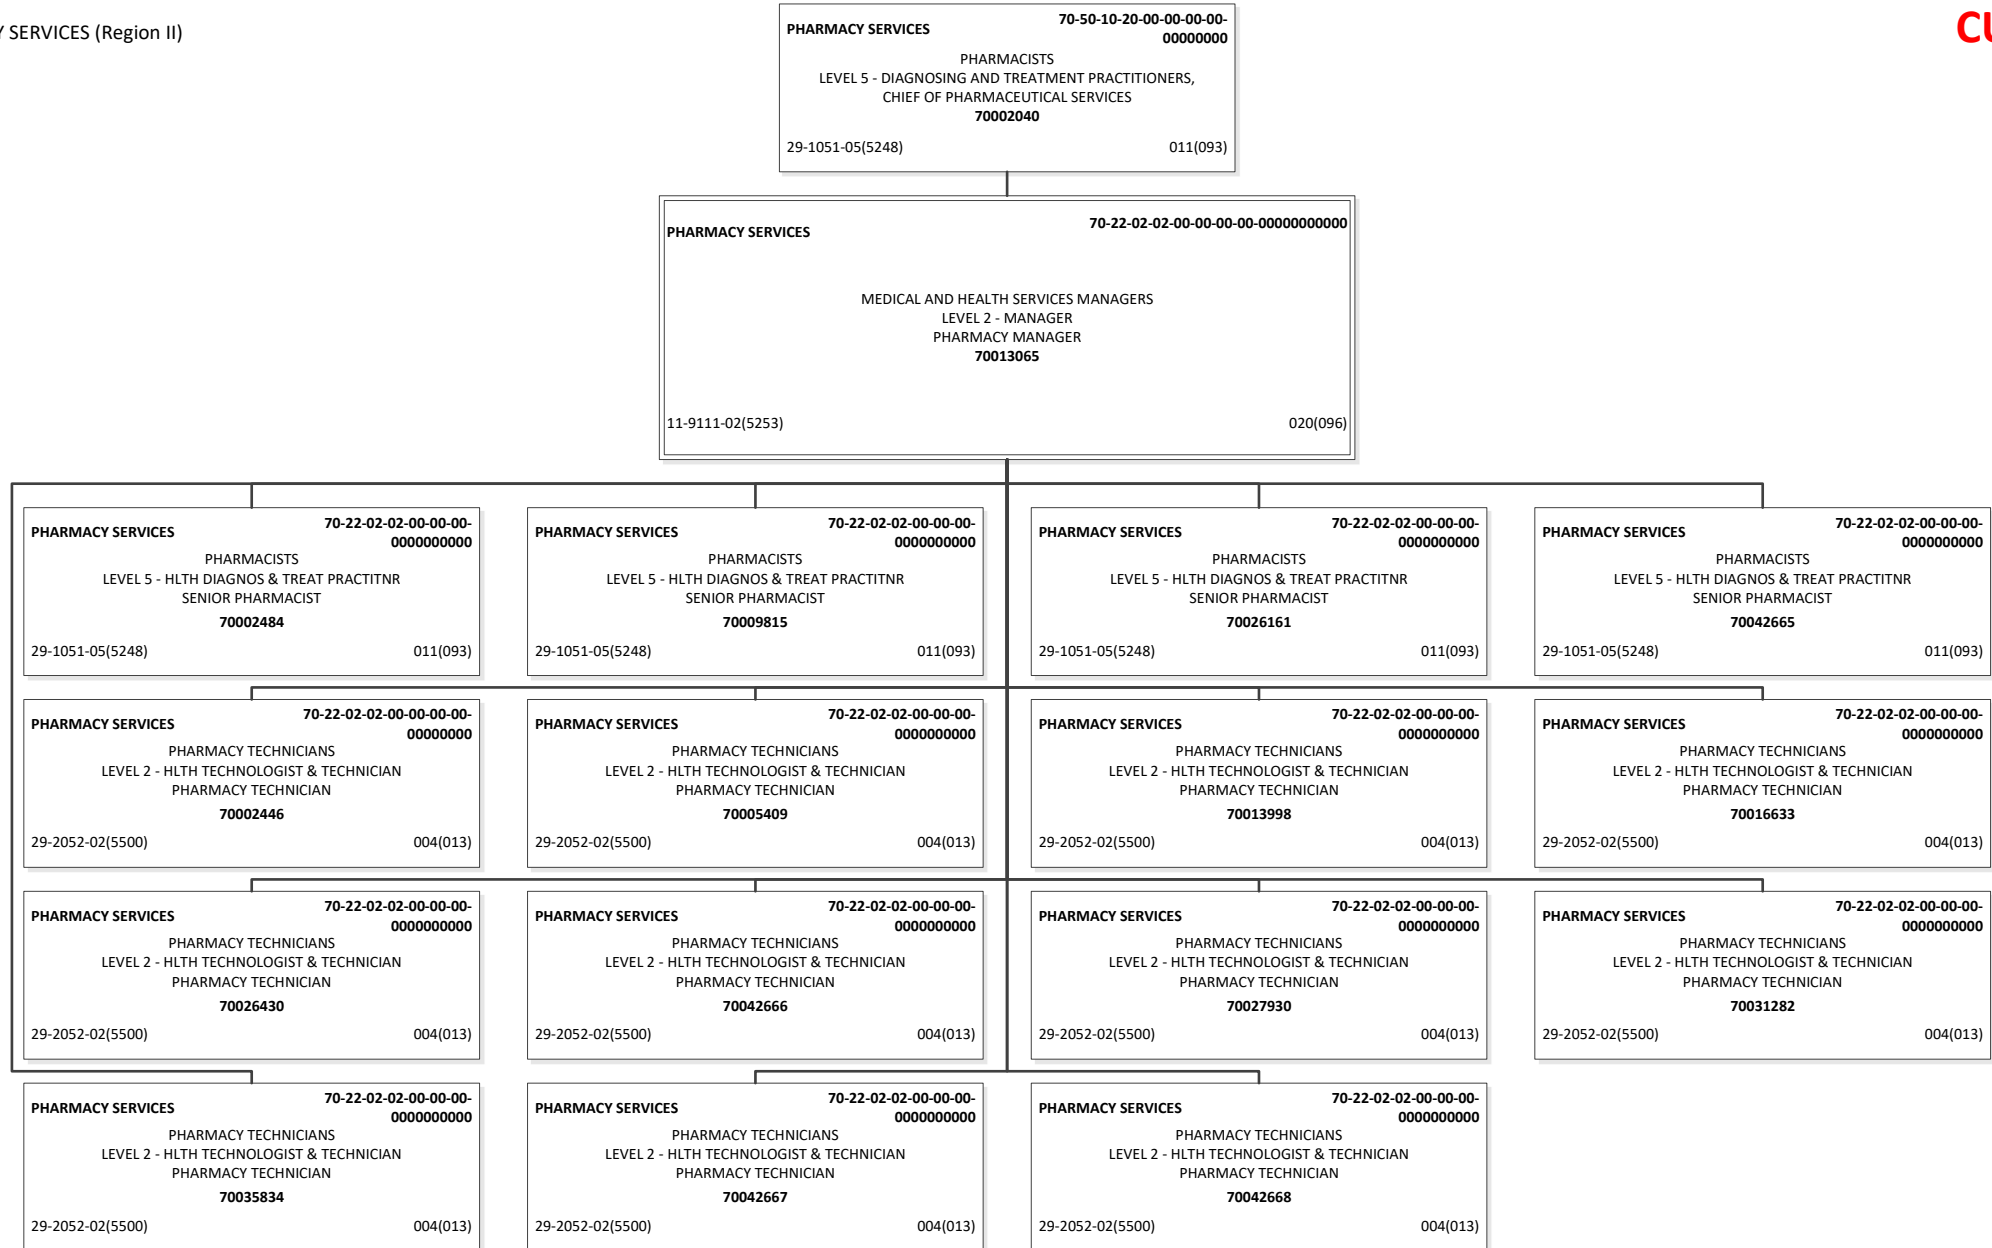 Y SERVICES (Region II)
CU
PHARMACY SERVICES
70-50-10-20-00-00-00-00-
00000000
PHARMACISTS
LEVEL 5 - DIAGNOSING AND TREATMENT PRACTITIONERS,
CHIEF OF PHARMACEUTICAL SERVICES
70002040
29-1051-05(5248)
011(093)
PHARMACY SERVICES
70-22-02-02-00-00-00-00-00000000000
MEDICAL AND HEALTH SERVICES MANAGERS
LEVEL 2 - MANAGER
PHARMACY MANAGER
70013065
11-9111-02(5253)
020(096)
PHARMACY SERVICES
70-22-02-02-00-00-00-
0000000000
PHARMACISTS
LEVEL 5 - HLTH DIAGNOS & TREAT PRACTITNR
SENIOR PHARMACIST
70002484
29-1051-05(5248)
011(093)
PHARMACY SERVICES
70-22-02-02-00-00-00-
0000000000
PHARMACISTS
LEVEL 5 - HLTH DIAGNOS & TREAT PRACTITNR
SENIOR PHARMACIST
70009815
29-1051-05(5248)
011(093)
PHARMACY SERVICES
70-22-02-02-00-00-00-
0000000000
PHARMACISTS
LEVEL 5 - HLTH DIAGNOS & TREAT PRACTITNR
SENIOR PHARMACIST
70026161
29-1051-05(5248)
011(093)
PHARMACY SERVICES
70-22-02-02-00-00-00-
0000000000
PHARMACISTS
LEVEL 5 - HLTH DIAGNOS & TREAT PRACTITNR
SENIOR PHARMACIST
70042665
29-1051-05(5248)
011(093)
PHARMACY SERVICES
70-22-02-02-00-00-00-00-
00000000
PHARMACY TECHNICIANS
LEVEL 2 - HLTH TECHNOLOGIST & TECHNICIAN
PHARMACY TECHNICIAN
70002446
29-2052-02(5500)
004(013)
PHARMACY SERVICES
70-22-02-02-00-00-00-
0000000000
PHARMACY TECHNICIANS
LEVEL 2 - HLTH TECHNOLOGIST & TECHNICIAN
PHARMACY TECHNICIAN
70005409
29-2052-02(5500)
004(013)
PHARMACY SERVICES
70-22-02-02-00-00-00-
0000000000
PHARMACY TECHNICIANS
LEVEL 2 - HLTH TECHNOLOGIST & TECHNICIAN
PHARMACY TECHNICIAN
70013998
29-2052-02(5500)
004(013)
PHARMACY SERVICES
70-22-02-02-00-00-00-
0000000000
PHARMACY TECHNICIANS
LEVEL 2 - HLTH TECHNOLOGIST & TECHNICIAN
PHARMACY TECHNICIAN
70016633
29-2052-02(5500)
004(013)
PHARMACY SERVICES
70-22-02-02-00-00-00-
0000000000
PHARMACY TECHNICIANS
LEVEL 2 - HLTH TECHNOLOGIST & TECHNICIAN
PHARMACY TECHNICIAN
70026430
29-2052-02(5500)
004(013)
PHARMACY SERVICES
70-22-02-02-00-00-00-
0000000000
PHARMACY TECHNICIANS
LEVEL 2 - HLTH TECHNOLOGIST & TECHNICIAN
PHARMACY TECHNICIAN
70042666
29-2052-02(5500)
004(013)
PHARMACY SERVICES
70-22-02-02-00-00-00-
0000000000
PHARMACY TECHNICIANS
LEVEL 2 - HLTH TECHNOLOGIST & TECHNICIAN
PHARMACY TECHNICIAN
70027930
29-2052-02(5500)
004(013)
PHARMACY SERVICES
70-22-02-02-00-00-00-
0000000000
PHARMACY TECHNICIANS
LEVEL 2 - HLTH TECHNOLOGIST & TECHNICIAN
PHARMACY TECHNICIAN
70031282
29-2052-02(5500)
004(013)
PHARMACY SERVICES
70-22-02-02-00-00-00-
0000000000
PHARMACY TECHNICIANS
LEVEL 2 - HLTH TECHNOLOGIST & TECHNICIAN
PHARMACY TECHNICIAN
70035834
29-2052-02(5500)
004(013)
PHARMACY SERVICES
70-22-02-02-00-00-00-
0000000000
PHARMACY TECHNICIANS
LEVEL 2 - HLTH TECHNOLOGIST & TECHNICIAN
PHARMACY TECHNICIAN
70042667
29-2052-02(5500)
004(013)
PHARMACY SERVICES
70-22-02-02-00-00-00-
0000000000
PHARMACY TECHNICIANS
LEVEL 2 - HLTH TECHNOLOGIST & TECHNICIAN
PHARMACY TECHNICIAN
70042668
29-2052-02(5500)
004(013)